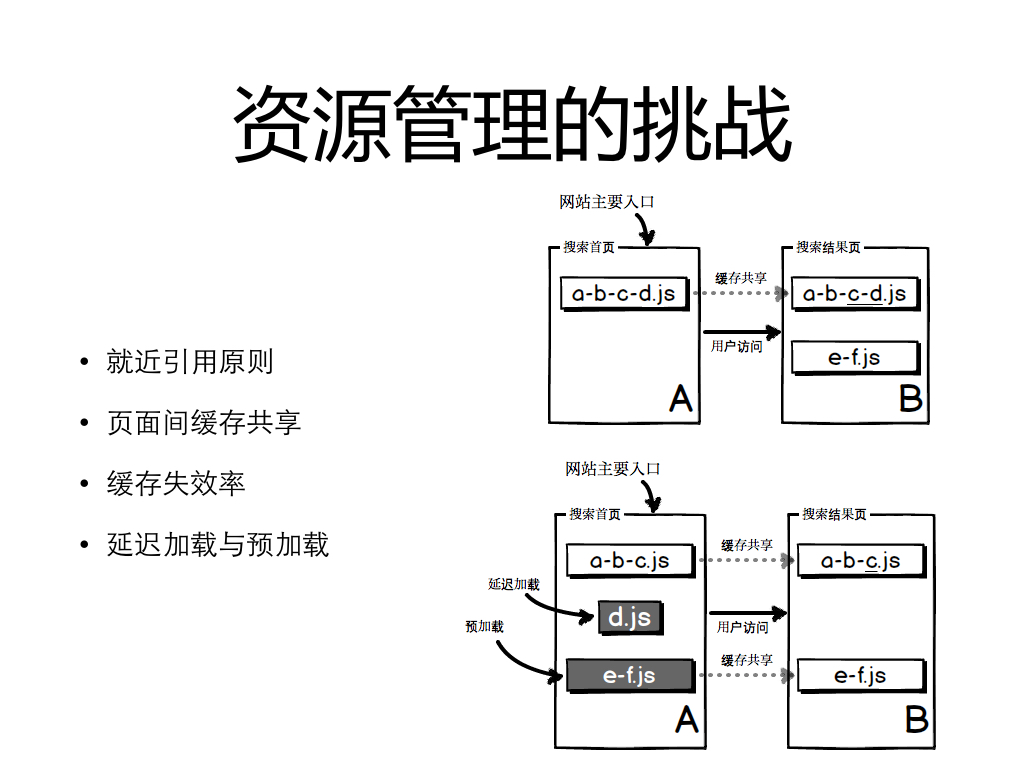 资源管理的挑战
• 就近引用原则
• 页面间缓存共享
• 缓存失效率
• 延迟加载与预加载
网站主要入口
搜索首页
搜索结果页
a-b-c-d.js
缓存共享
a-b-c-d.js
用户访问
e-f.js
A
B
网站主要入口
搜索首页
搜索结果页
a-b-c.js
缓存共享
a-b-c.js
延迟加载
d.js
用户访问
预加载
e-f.js
缓存共享
e-f.js
A
B